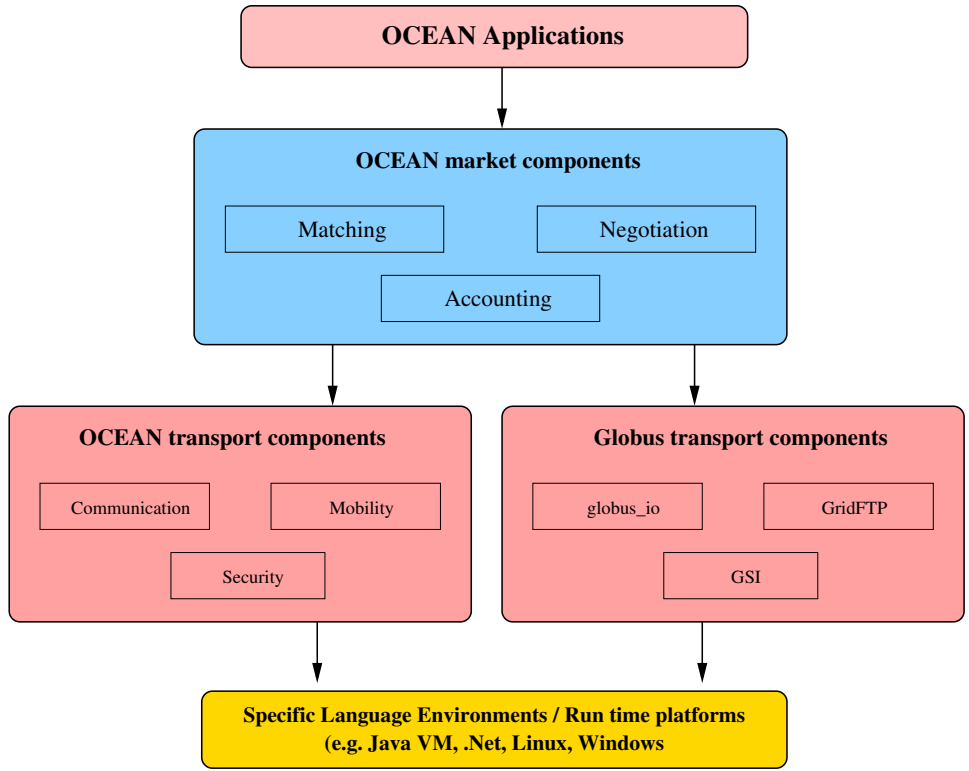 OCEAN Applications
OCEAN market components
Matching
Negotiation
Accounting
OCEAN transport components
Communication
Mobility
Security
Globus transport components
globus_io
GridFTP
GSI
Specific Language Environments / Run time platforms
(e.g. Java VM, .Net, Linux, Windows